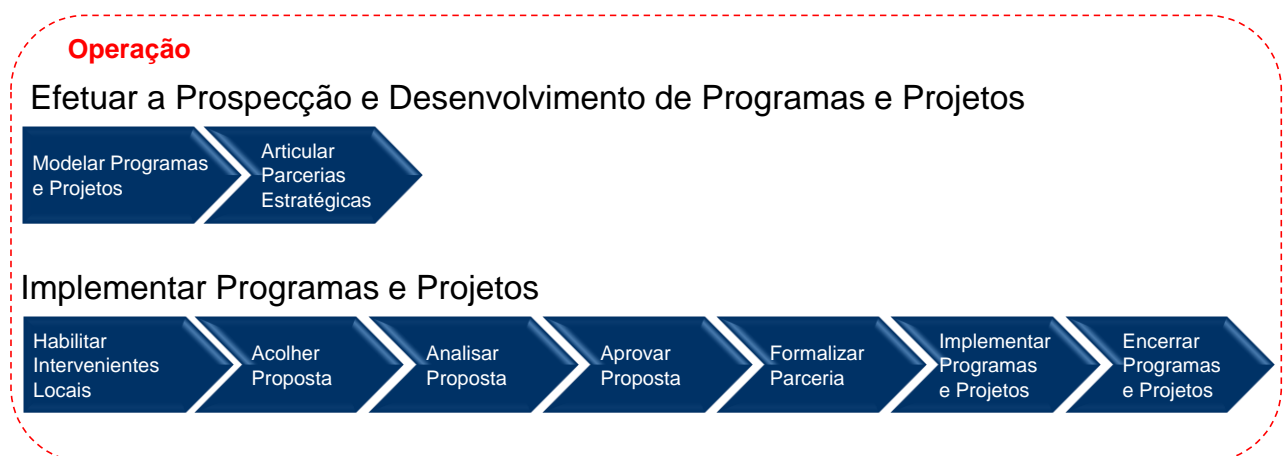 Operação
Efetuar a Prospecção e Desenvolvimento de Programas e Projetos
Modelar Programas
e Projetos
Articular
Parcerias
Estratégicas
Implementar Programas e Projetos
Habilitar
Intervenientes
Locais
Acolher
Proposta
Analisar
Proposta
Aprovar
Proposta
Formalizar
Parceria
Implementar
Programas
e Projetos
Encerrar
Programas
e Projetos